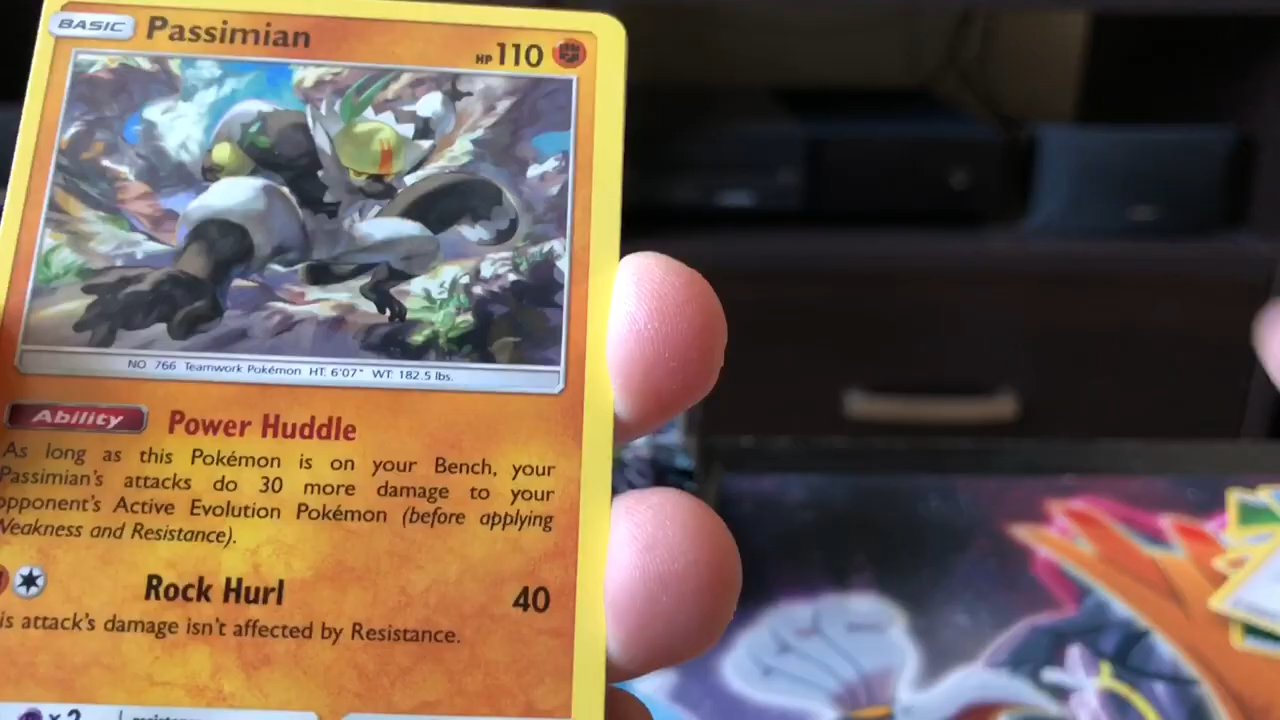 BASIC Passimian HP 110
NO 766 Teamwork Pokémon HT: 6'07" WT: 182.5 lbs.
Ability Power Huddle
As long as this Pokémon is on your Bench, your
Passimian's attacks do 30 more damage to your
opponent's Active Evolution Pokémon (before applying
Weakness and Resistance).
Rock Hurl 40
is attack's damage isn't affected by Resistance.
×2